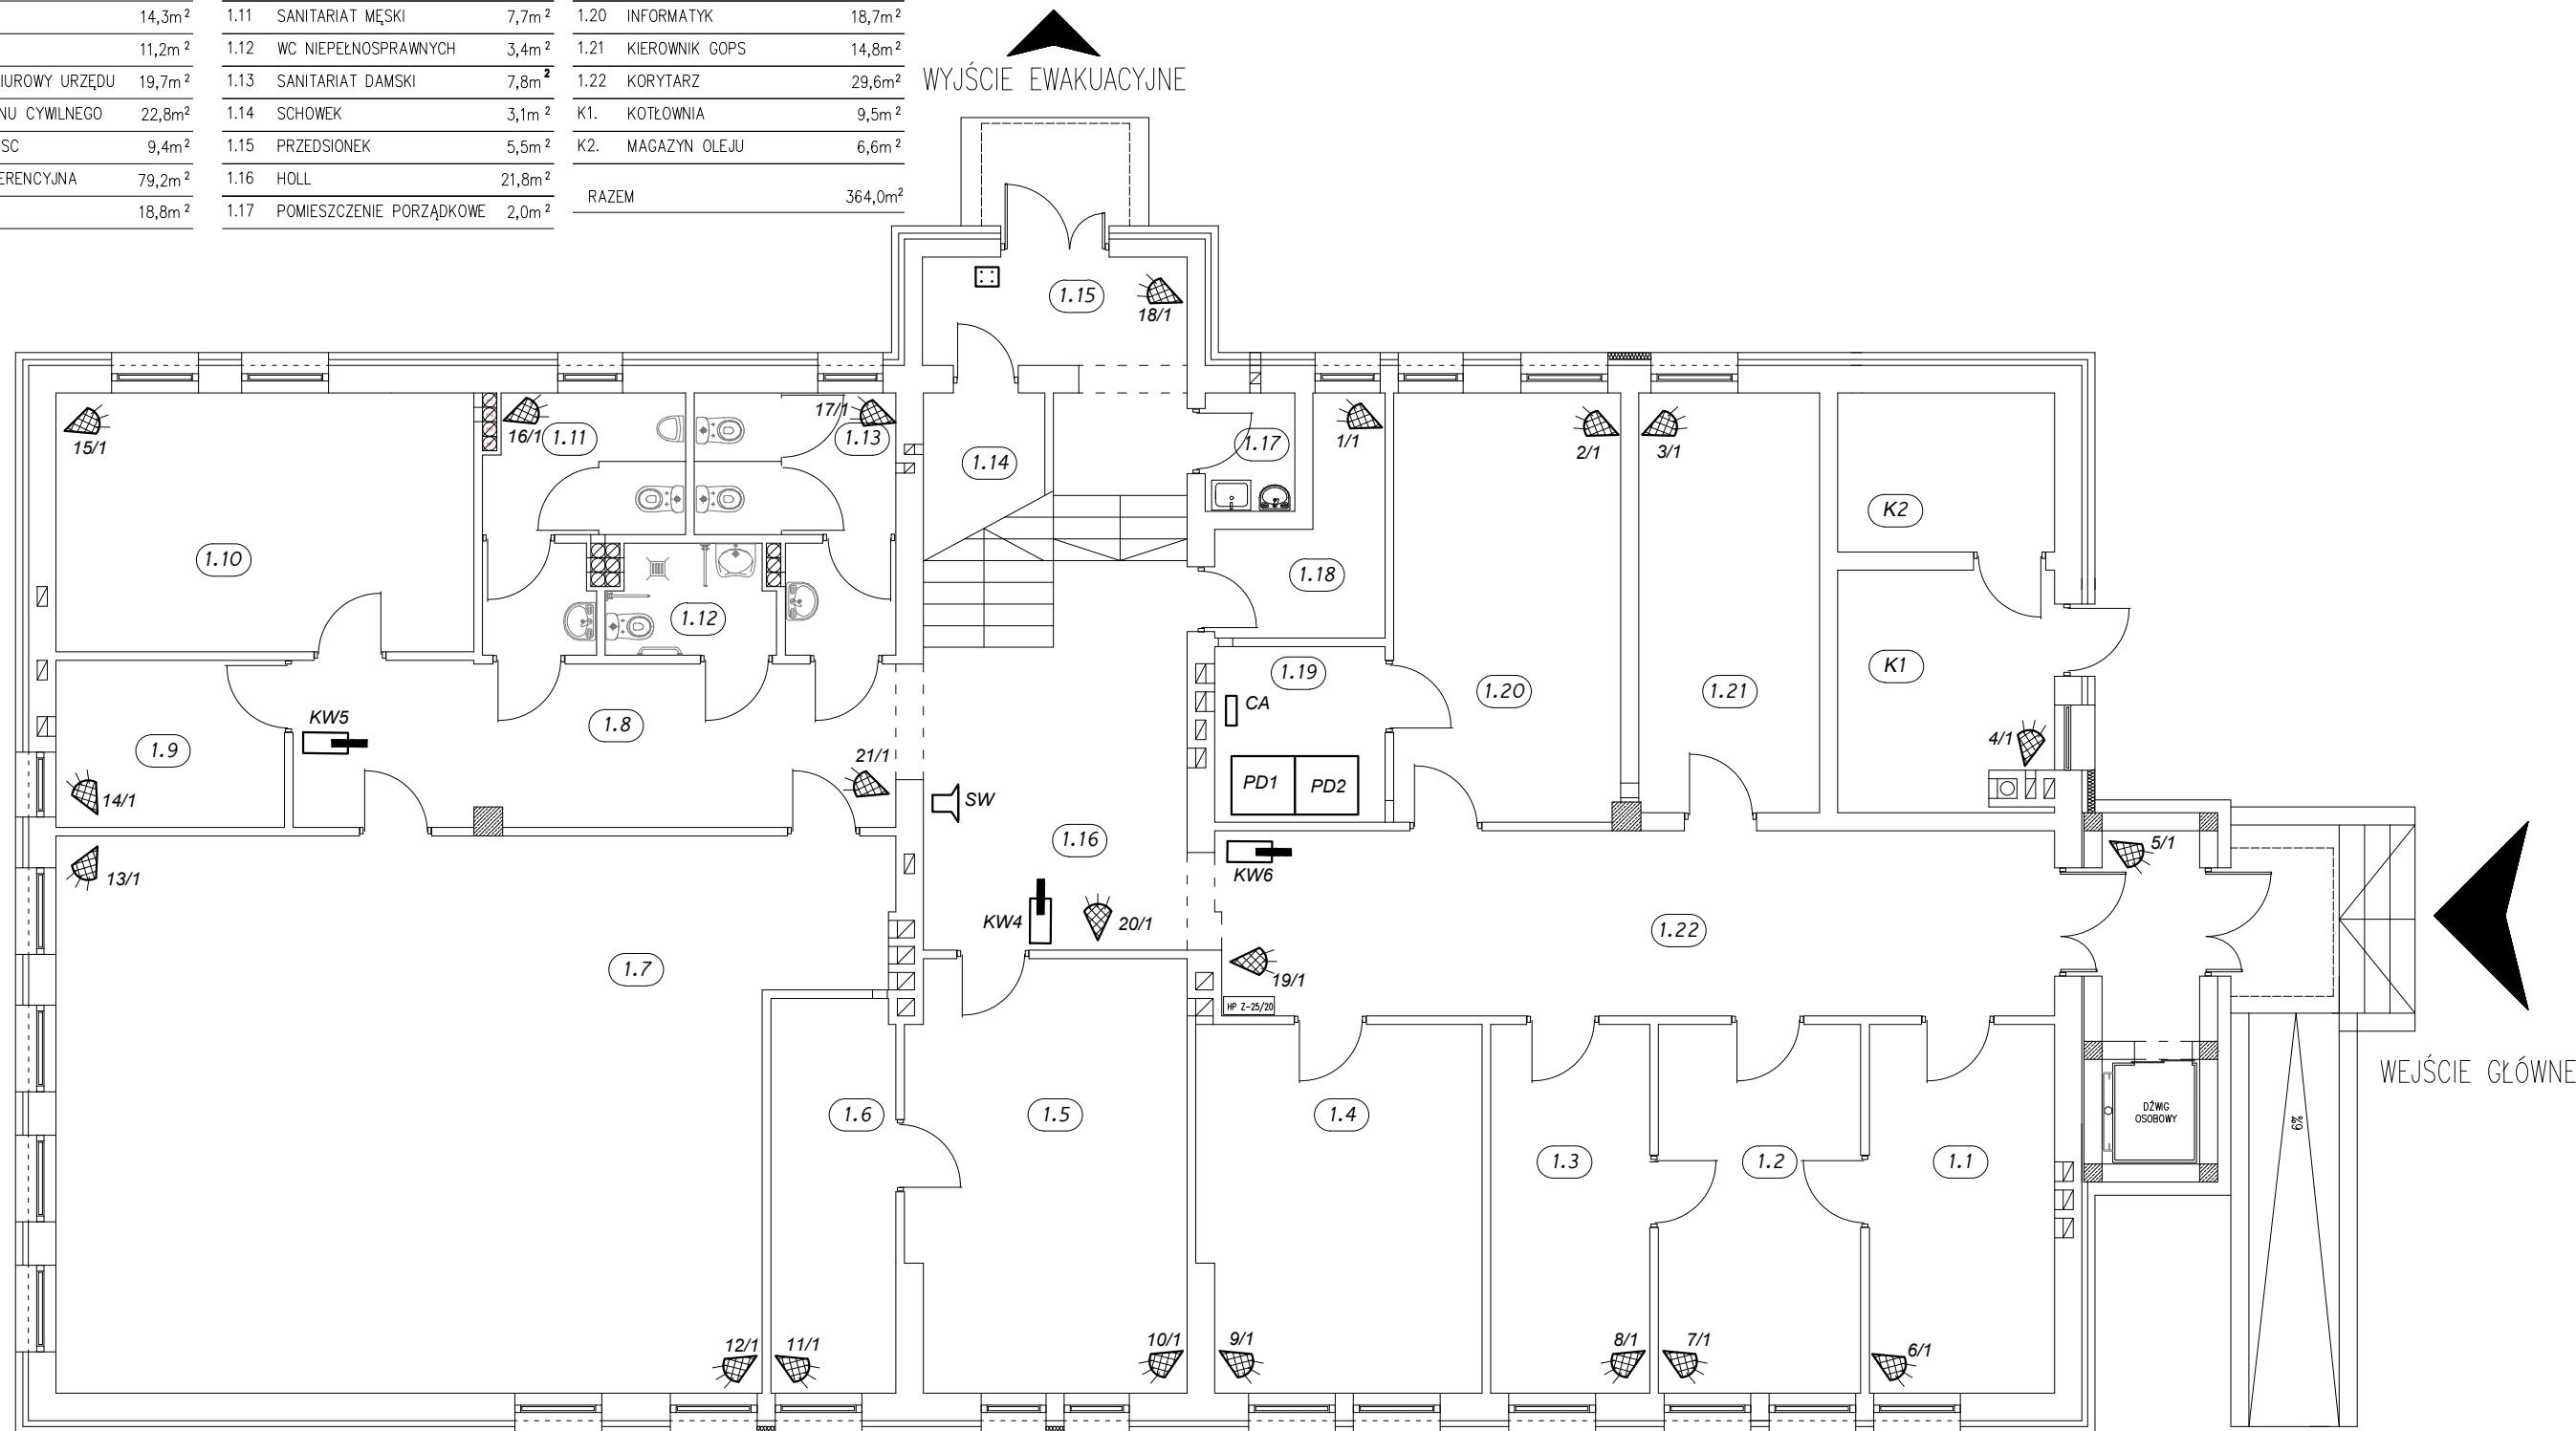 14,3m²
11,2m²
IUROWY URZĘDU 19,7m²
NU CYWILNEGO 22,8m²
SC 9,4m²
ERENCYJNA 79,2m²
18,8m²
1.11 SANITARIAT MĘSKI 7,7m²
1.12 WC NIEPEŁNOSPRAWNYCH 3,4m²
1.13 SANITARIAT DAMSKI 7,8m²
1.14 SCHOWEK 3,1m²
1.15 PRZEDSIONEK 5,5m²
1.16 HOLL 21,8m²
1.17 POMIESZCZENIE PORZĄDKOWE 2,0m²
1.20 INFORMATYK 18,7m²
1.21 KIEROWNIK GOPS 14,8m²
1.22 KORYTARZ 29,6m²
K1. KOTŁOWNIA 9,5m²
K2. MAGAZYN OLEJU 6,6m²
RAZEM 364,0m²
WYJŚCIE EWAKUACYJNE
1.15
18/1
15/1
16/1
1.11
17/1
1.13
1.14
1.17
1/1
2/1
3/1
K2
1.10
1.12
1.18
1.19
1.20
1.21
K1
CA
KW5
1.8
1.9
14/1
21/1
SW
PD1
PD2
4/1
1.16
13/1
KW6
5/1
KW4
20/1
1.22
1.7
19/1
HP Z-25/20
WEJŚCIE GŁÓWNE
1.6
1.5
1.4
1.3
1.2
1.1
DŹWIG
OSOBOWY
6%
12/1
11/1
10/1
9/1
8/1
7/1
6/1